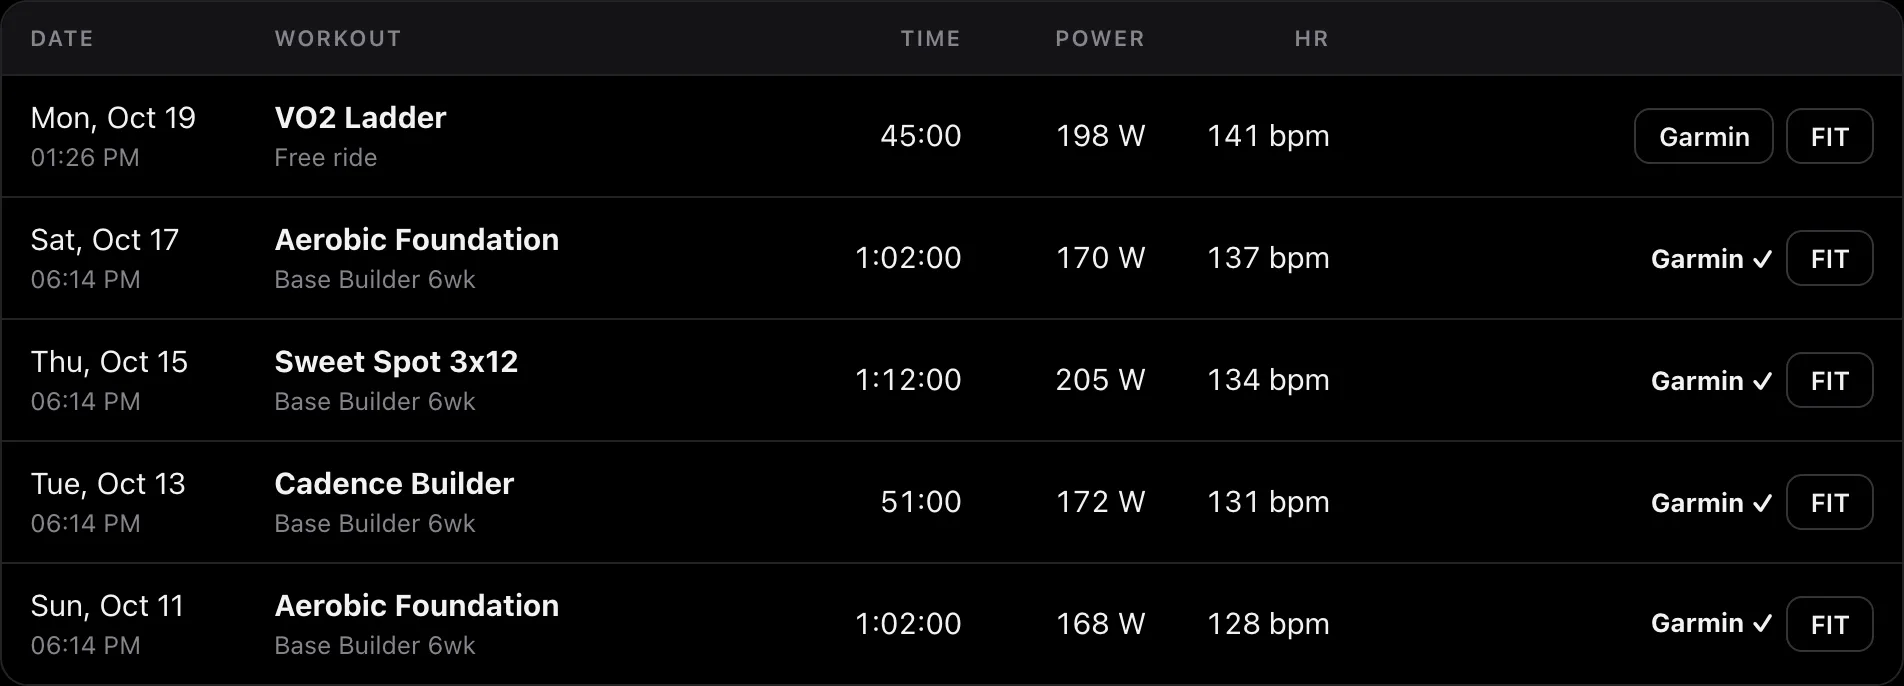 DATE WORKOUT TIME POWER HR
Mon, Oct 19 VO2 Ladder 45:00 198 W 141 bpm Garmin FIT
01:26 PM Free ride
Sat, Oct 17 Aerobic Foundation 1:02:00 170 W 137 bpm Garmin ✓ FIT
06:14 PM Base Builder 6wk
Thu, Oct 15 Sweet Spot 3x12 1:12:00 205 W 134 bpm Garmin ✓ FIT
06:14 PM Base Builder 6wk
Tue, Oct 13 Cadence Builder 51:00 172 W 131 bpm Garmin ✓ FIT
06:14 PM Base Builder 6wk
Sun, Oct 11 Aerobic Foundation 1:02:00 168 W 128 bpm Garmin ✓ FIT
06:14 PM Base Builder 6wk